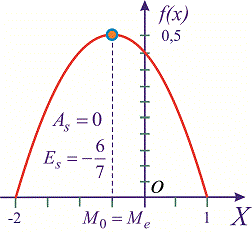 f(x)
0,5
A_s = 0
E_s = -6/7
O
-2
M_0 = M_e
1
X